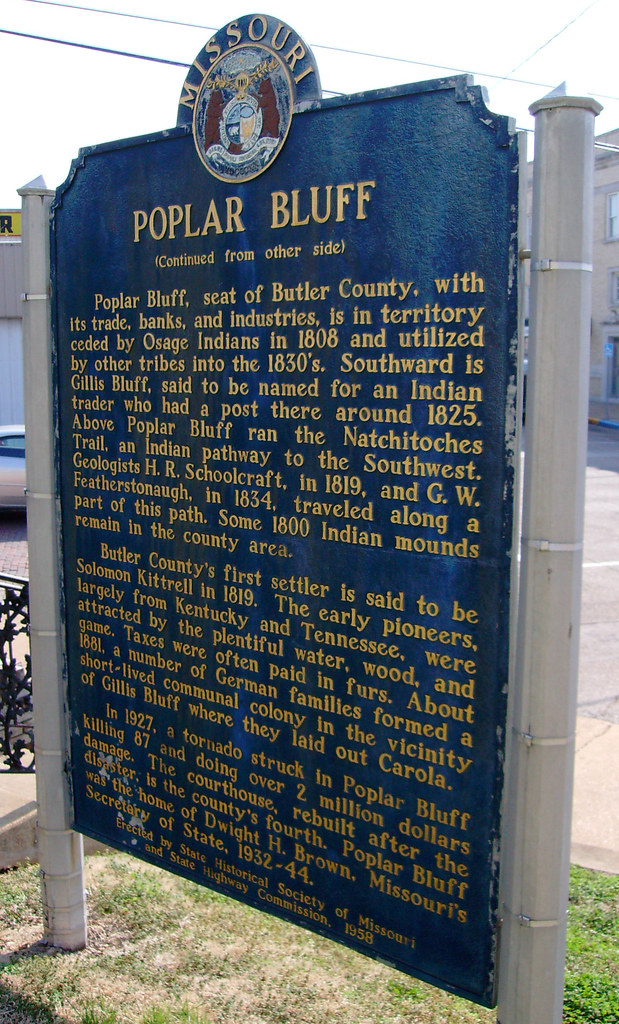 MISSOURI
POPLAR BLUFF
(Continued from other side)
Poplar Bluff, seat of Butler County, with
its trade, banks, and industries, is in territory
ceded by Osage Indians in 1808 and utilized
by other tribes into the 1830's. Southward is
Gillis Bluff, said to be named for an Indian
trader who had a post there around 1825.
Above Poplar Bluff ran the Natchitoches
Trail, an Indian pathway to the Southwest.
Geologists H. R. Schoolcraft, in 1819, and G. W.
Featherstonaugh, in 1834, traveled along a
part of this path. Some 1800 Indian mounds
remain in the county area.
Butler County's first settler is said to be
Solomon Kittrell in 1819. The early pioneers,
largely from Kentucky and Tennessee, were
attracted by the plentiful water, wood, and
game. Taxes were often paid in furs. About
1881, a number of German families formed a
short-lived communal colony in the vicinity
of Gillis Bluff where they laid out Carola.
In 1927, a tornado struck in Poplar Bluff
killing 87 and doing over 2 million dollars
damage. The courthouse, rebuilt after the
disaster, is the county's fourth. Poplar Bluff
was the home of Dwight H. Brown, Missouri's
Secretary of State, 1932-44.
Erected by State Historical Society of Missouri
and State Highway Commission, 1958
R